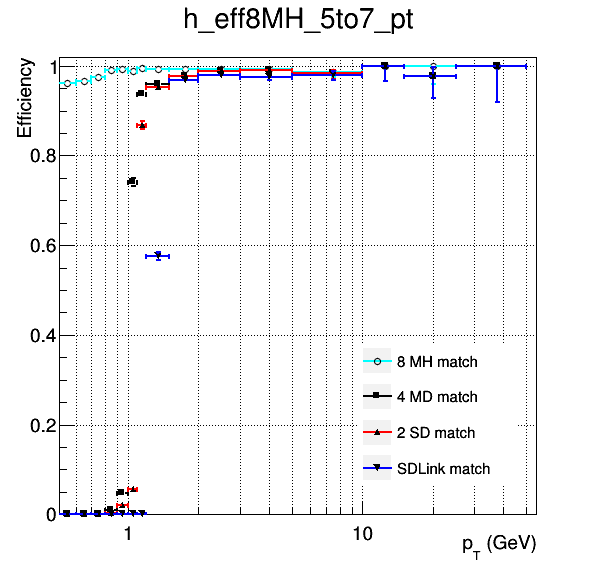 h_eff8MH_5to7_pt
Efficiency
1
0.8
0.6
0.4
0.2
0
8 MH match
4 MD match
2 SD match
SDLink match
1
10
p_T (GeV)